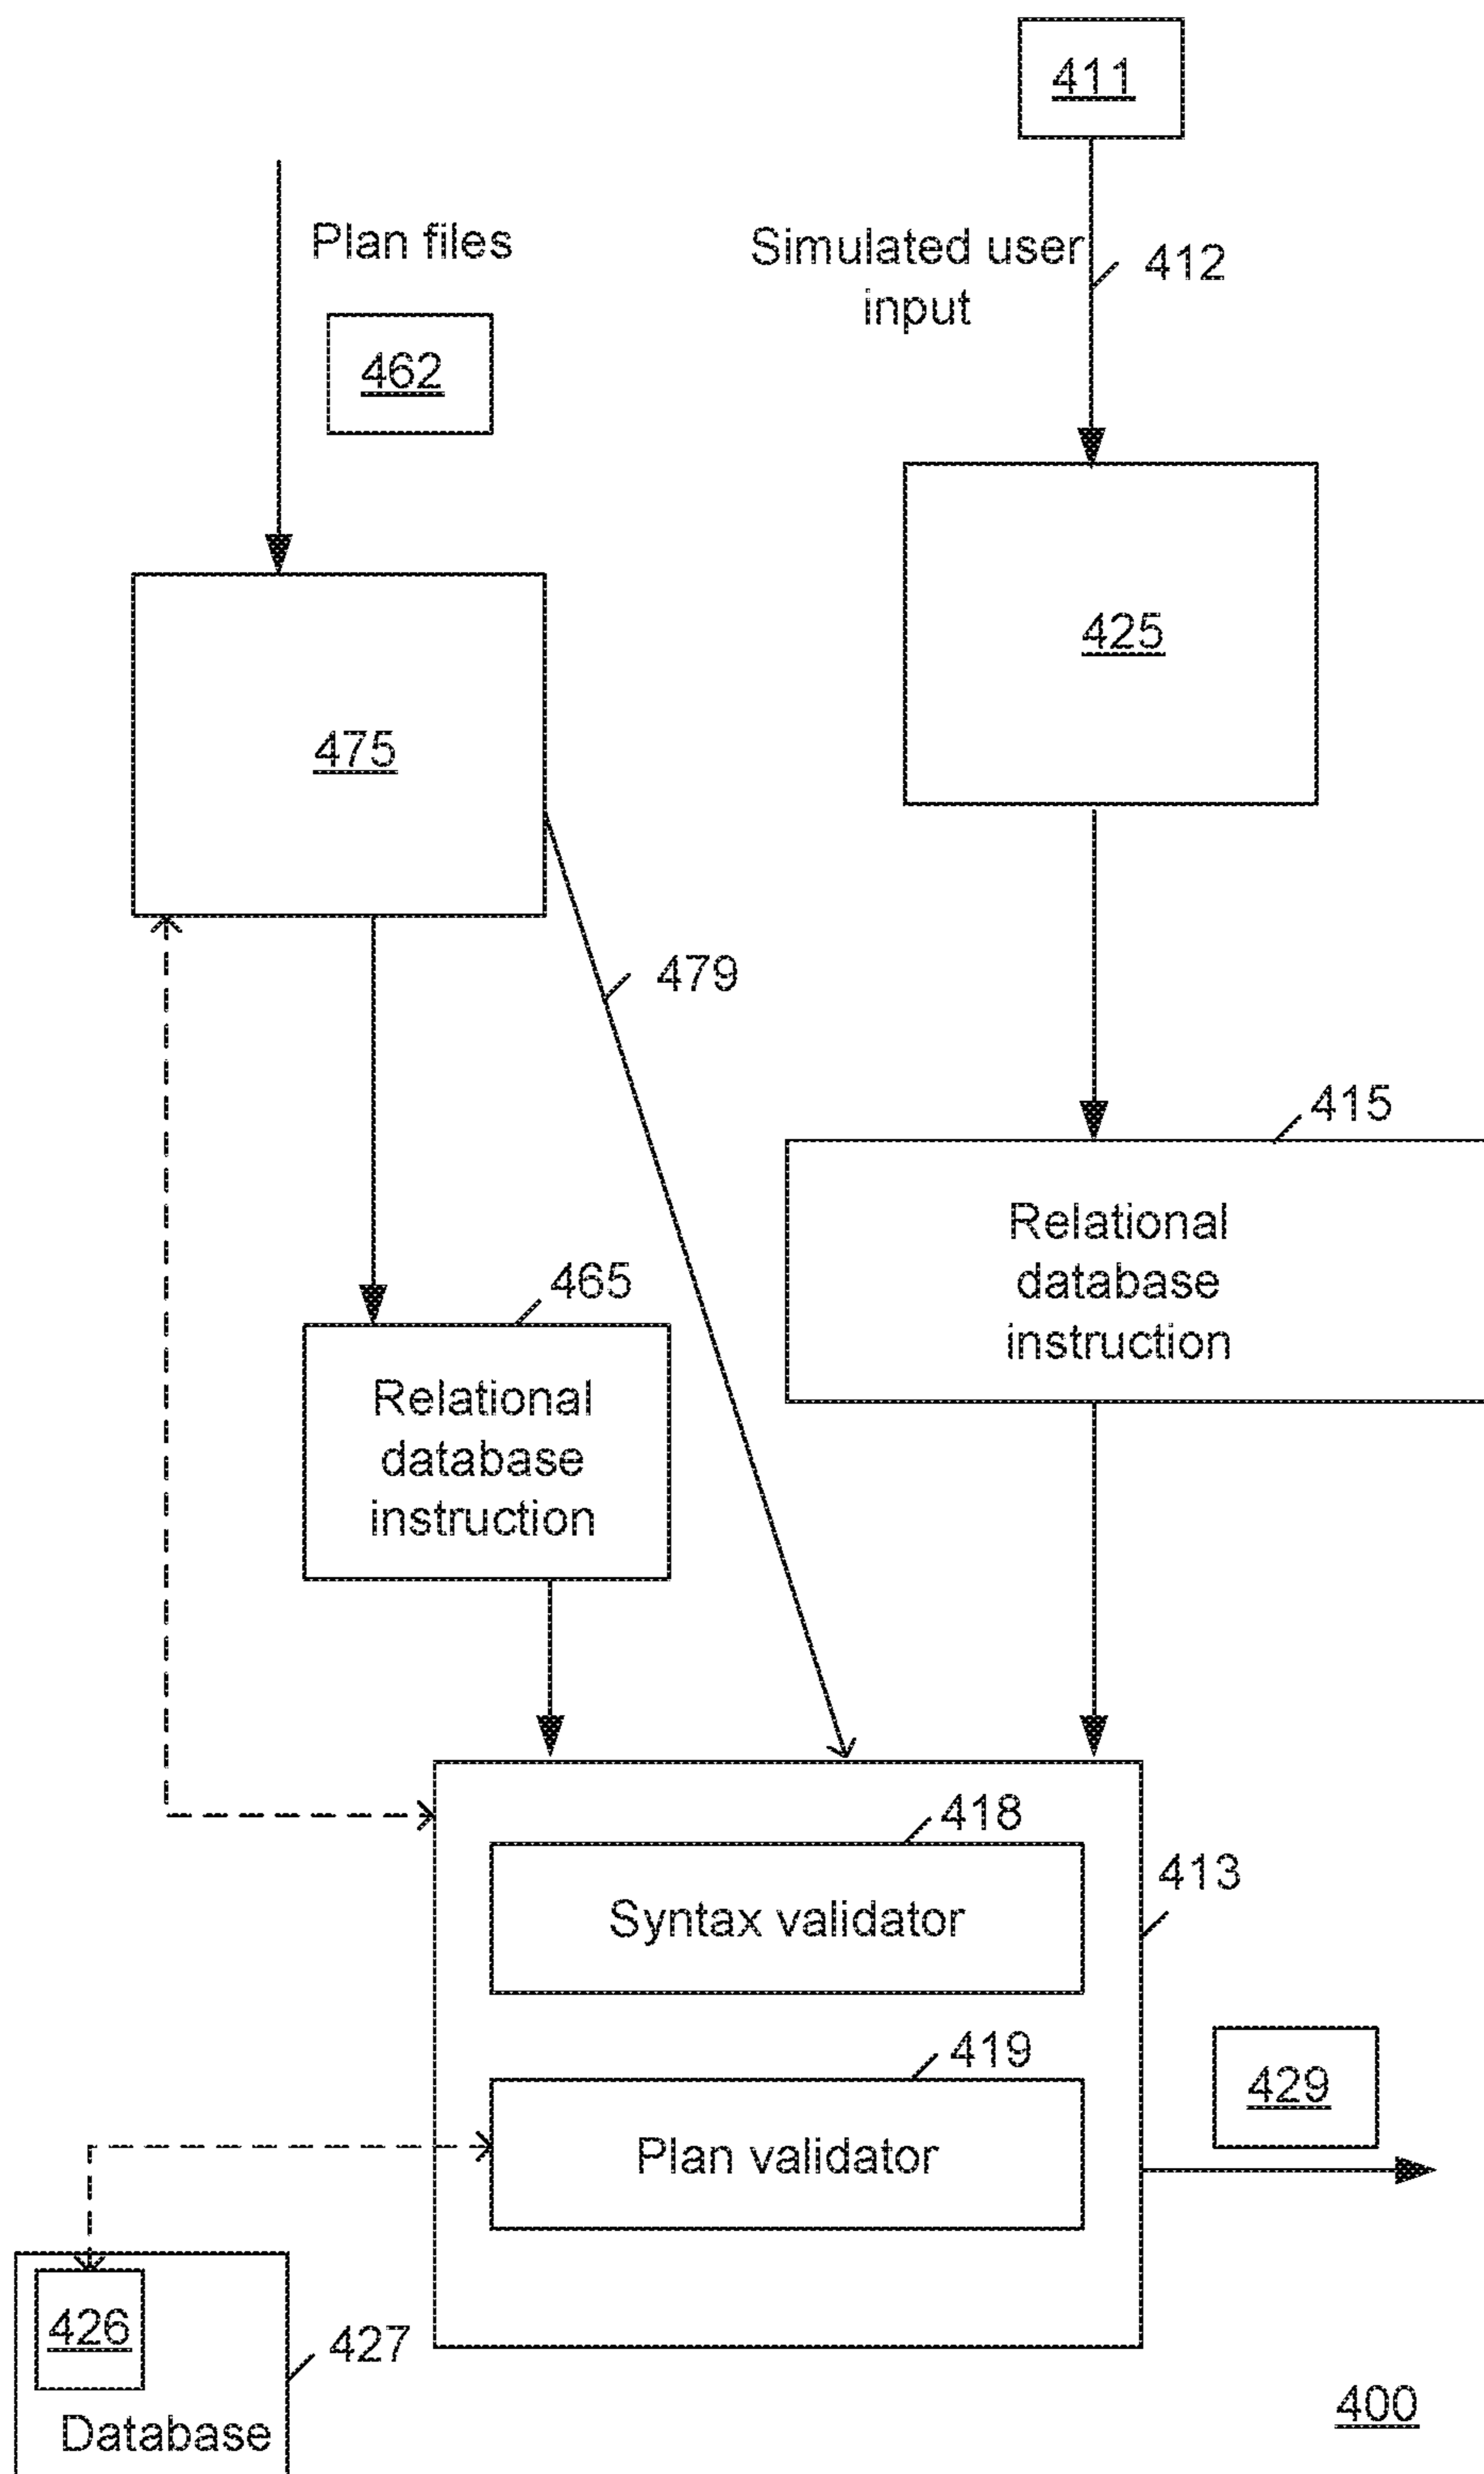 411
Plan files
Simulated user
input
412
462
425
475
479
415
Relational
database
instruction
465
Relational
database
instruction
418
413
Syntax validator
419
429
Plan validator
426
427
Database
400